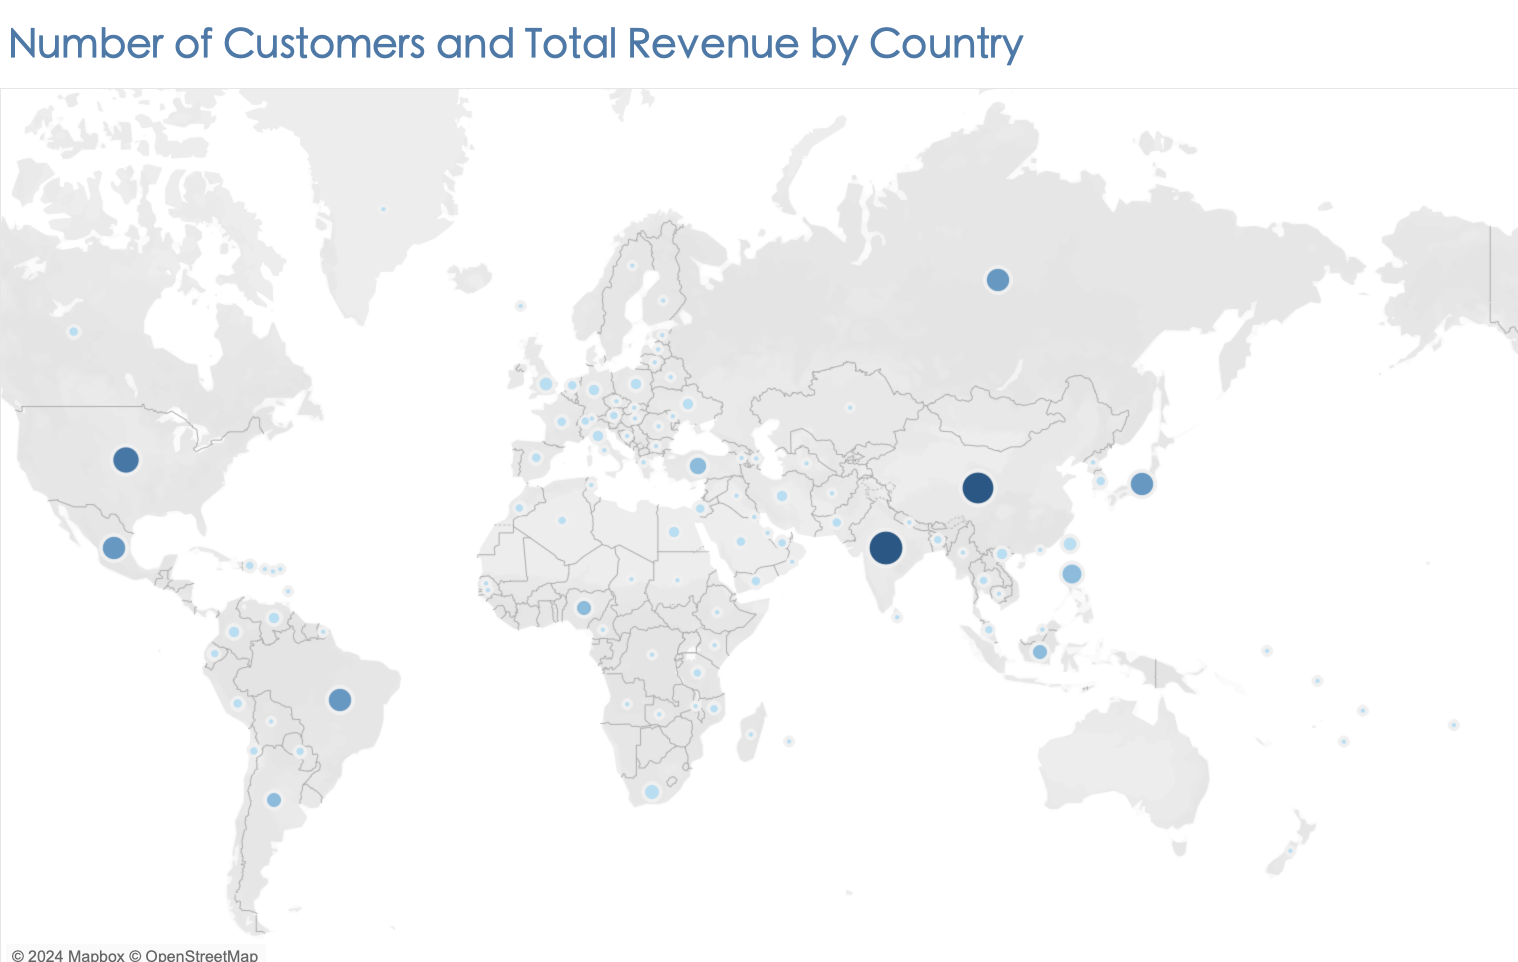 Number of Customers and Total Revenue by Country
© 2024 Mapbox © OpenStreetMap